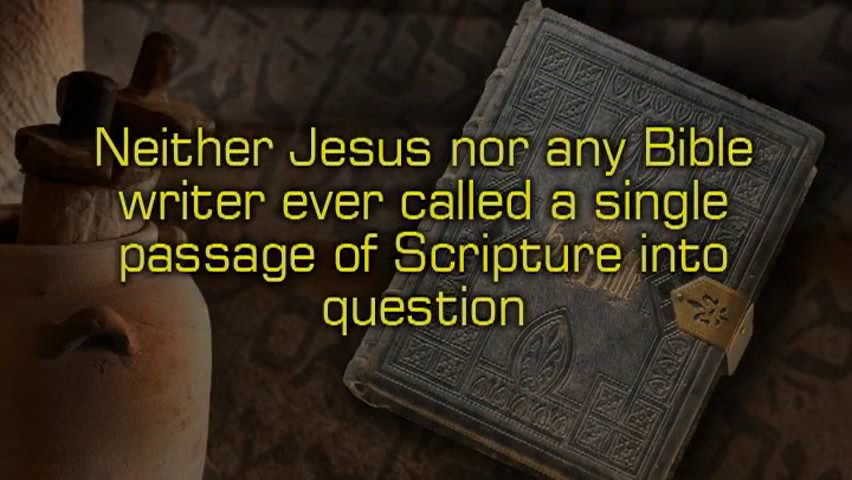 Neither Jesus nor any Bible
writer ever called a single
passage of Scripture into
question